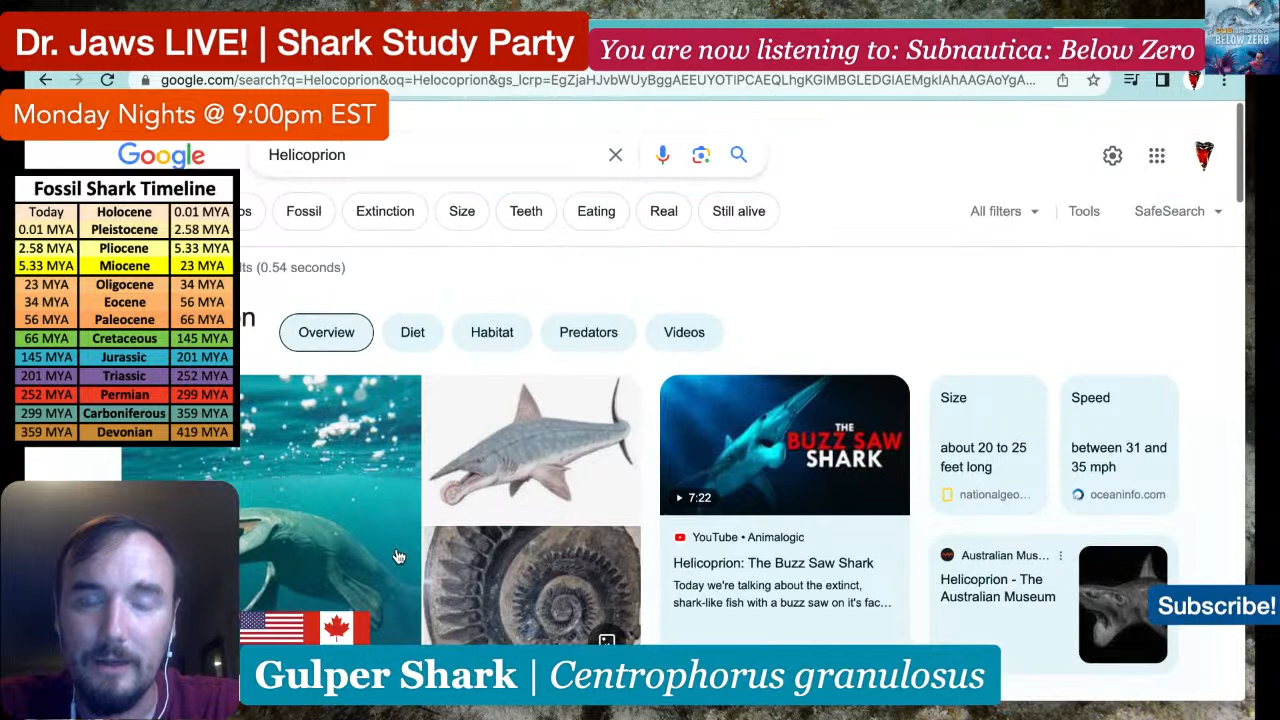 Dr. Jaws LIVE! | Shark Study Party
You are now listening to: Subnautica: Below Zero
BELOW ZERO
google.com/search?q=Helocoprion&oq=Helocoprion&gs_lcrp=EgZjaHJvbWUyBggAEEUYOTIPCAEQLhgKGIMBGLEDGIAEMgkIAhAAGAoYgA...
Monday Nights @ 9:00pm EST
Google
Helicoprion
os
Fossil
Extinction
Size
Teeth
Eating
Real
Still alive
All filters
Tools
SafeSearch
lts (0.54 seconds)
Fossil Shark Timeline
Today Holocene 0.01 MYA
0.01 MYA Pleistocene 2.58 MYA
2.58 MYA Pliocene 5.33 MYA
5.33 MYA Miocene 23 MYA
23 MYA Oligocene 34 MYA
34 MYA Eocene 56 MYA
56 MYA Paleocene 66 MYA
66 MYA Cretaceous 145 MYA
145 MYA Jurassic 201 MYA
201 MYA Triassic 252 MYA
252 MYA Permian 299 MYA
299 MYA Carboniferous 359 MYA
359 MYA Devonian 419 MYA
on
Overview
Diet
Habitat
Predators
Videos
THE
BUZZ SAW
SHARK
7:22
YouTube • Animalogic
Helicoprion: The Buzz Saw Shark
Today we're talking about the extinct,
shark-like fish with a buzz saw on it's fac...
Size
about 20 to 25
feet long
nationalgeo...
Speed
between 31 and
35 mph
oceaninfo.com
Australian Mus...
Helicoprion - The
Australian Museum
Subscribe!
Gulper Shark | Centrophorus granulosus